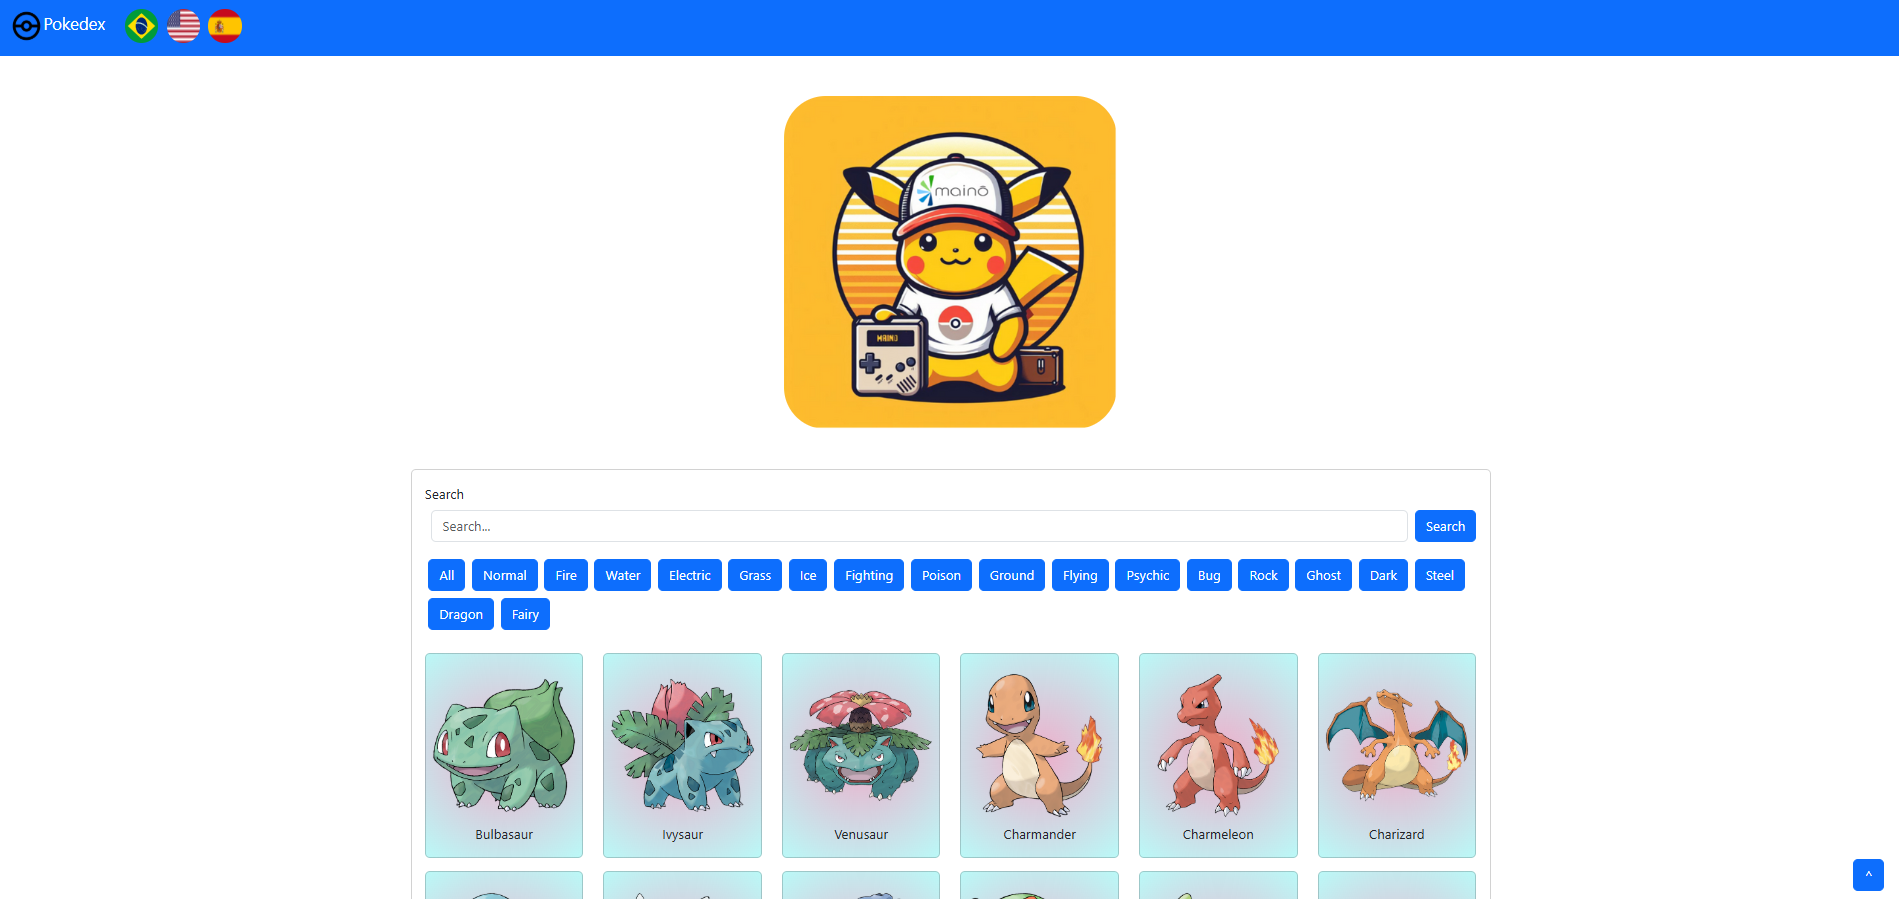 Pokedex
mainô
MAINO
Search
Search... Search
All Normal Fire Water Electric Grass Ice Fighting Poison Ground Flying Psychic Bug Rock Ghost Dark Steel
Dragon Fairy
Bulbasaur Ivysaur Venusaur Charmander Charmeleon Charizard
^